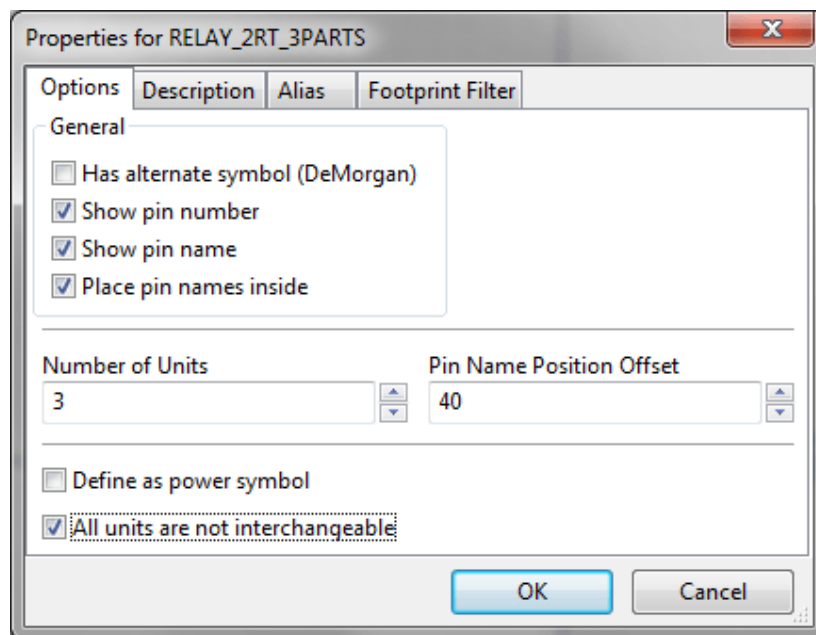 Properties for RELAY_2RT_3PARTS
Options Description Alias Footprint Filter
General
Has alternate symbol (DeMorgan)
Show pin number
Show pin name
Place pin names inside
Number of Units Pin Name Position Offset
3 40
Define as power symbol
All units are not interchangeable
OK Cancel